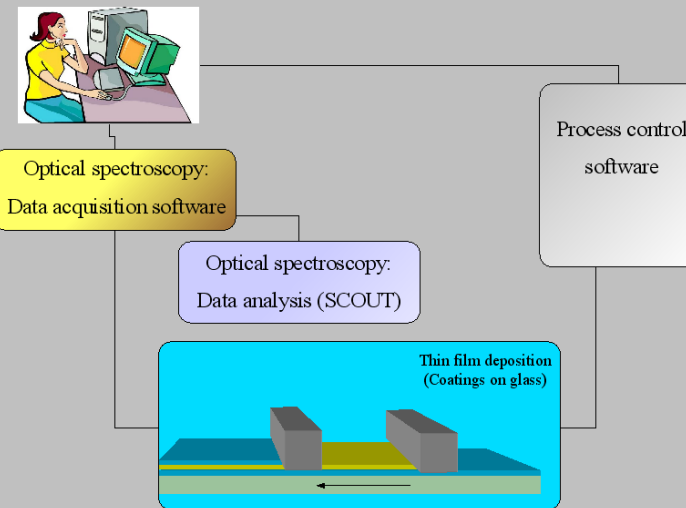 Process control
software
Optical spectroscopy:
Data acquisition software
Optical spectroscopy:
Data analysis (SCOUT)
Thin film deposition
(Coatings on glass)